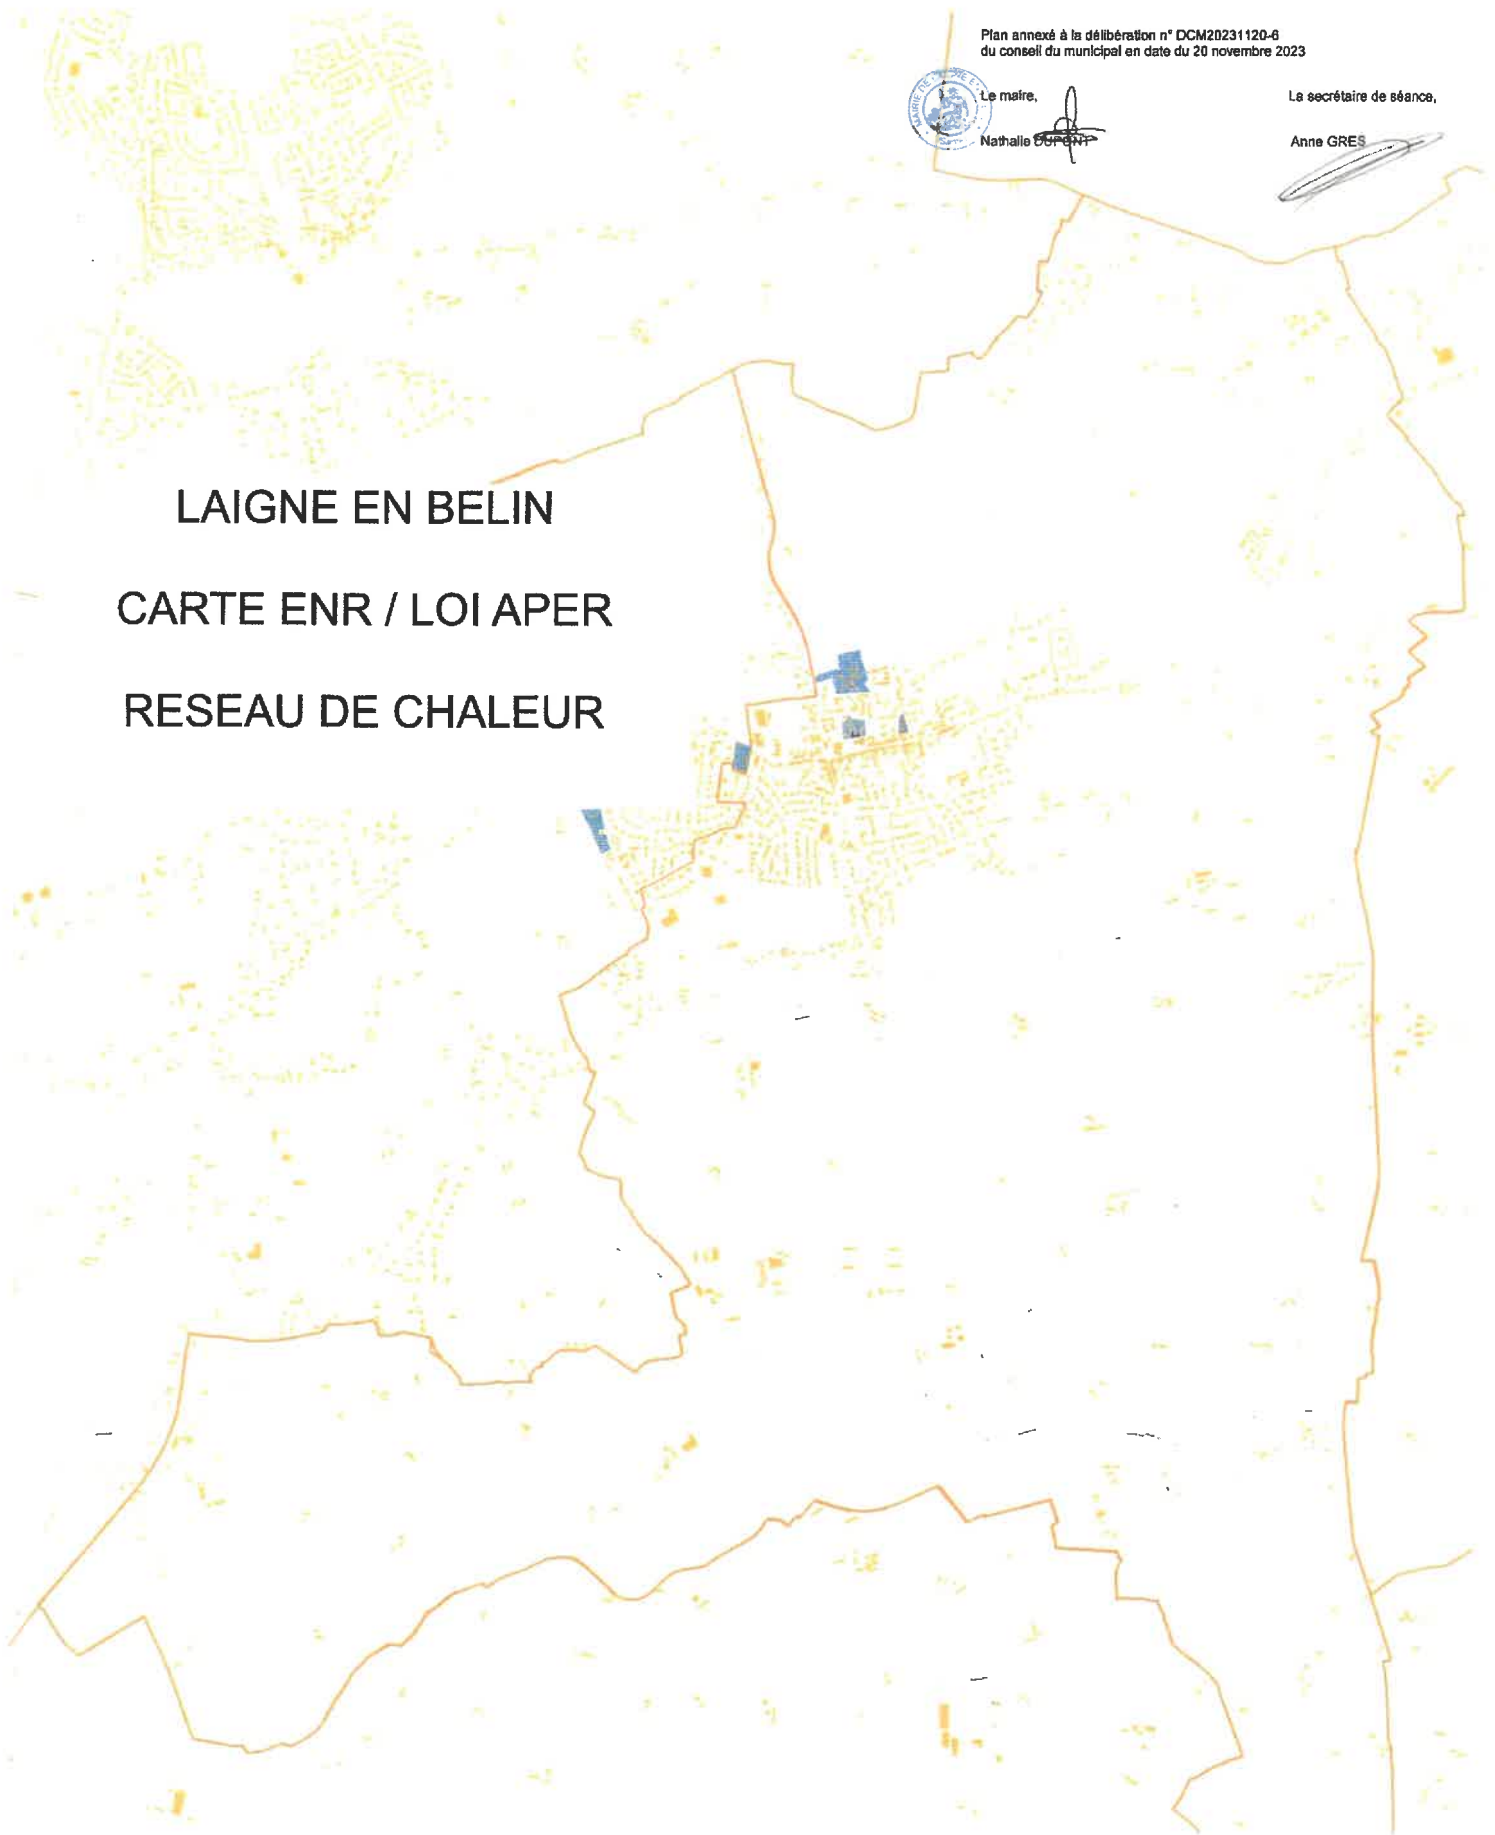 Plan annexé à la délibération n° DCM20231120-6
du conseil du municipal en date du 20 novembre 2023
Le maire,
La secrétaire de séance,
Nathalie DUPONT
Anne GRES
LAIGNE EN BELIN
CARTE ENR / LOI APER
RESEAU DE CHALEUR